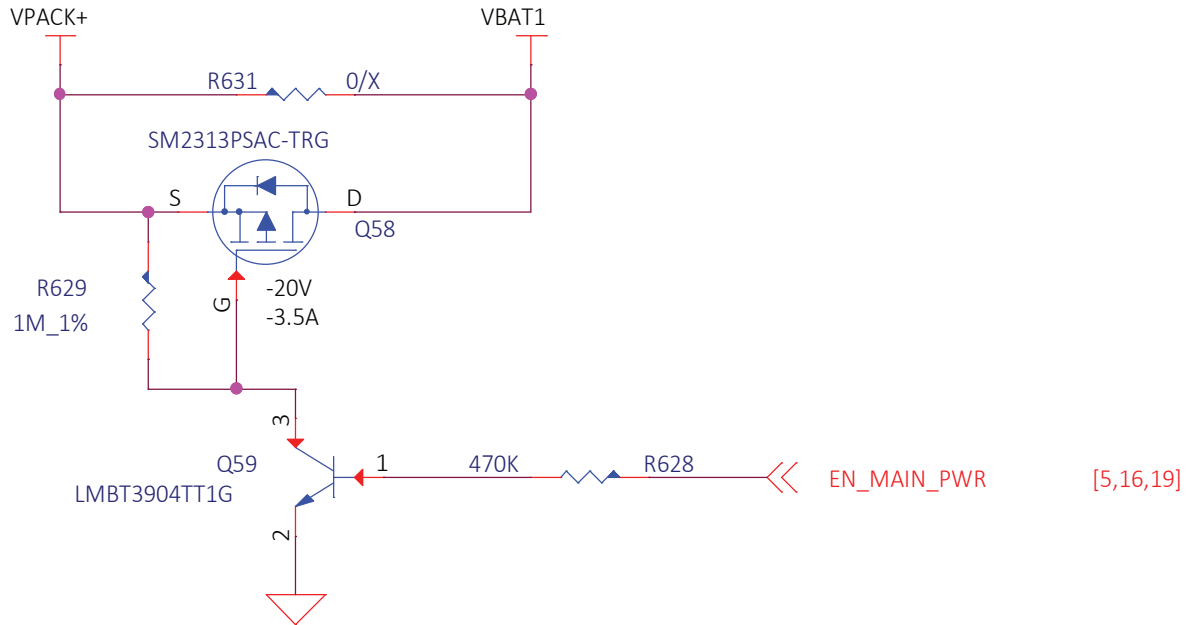 VPACK+
VBAT1
R631
0/X
SM2313PSAC-TRG
S
D
Q58
R629
1M_1%
G
-20V
-3.5A
3
Q59
LMBT3904TT1G
1
470K
R628
EN_MAIN_PWR
[5,16,19]
2